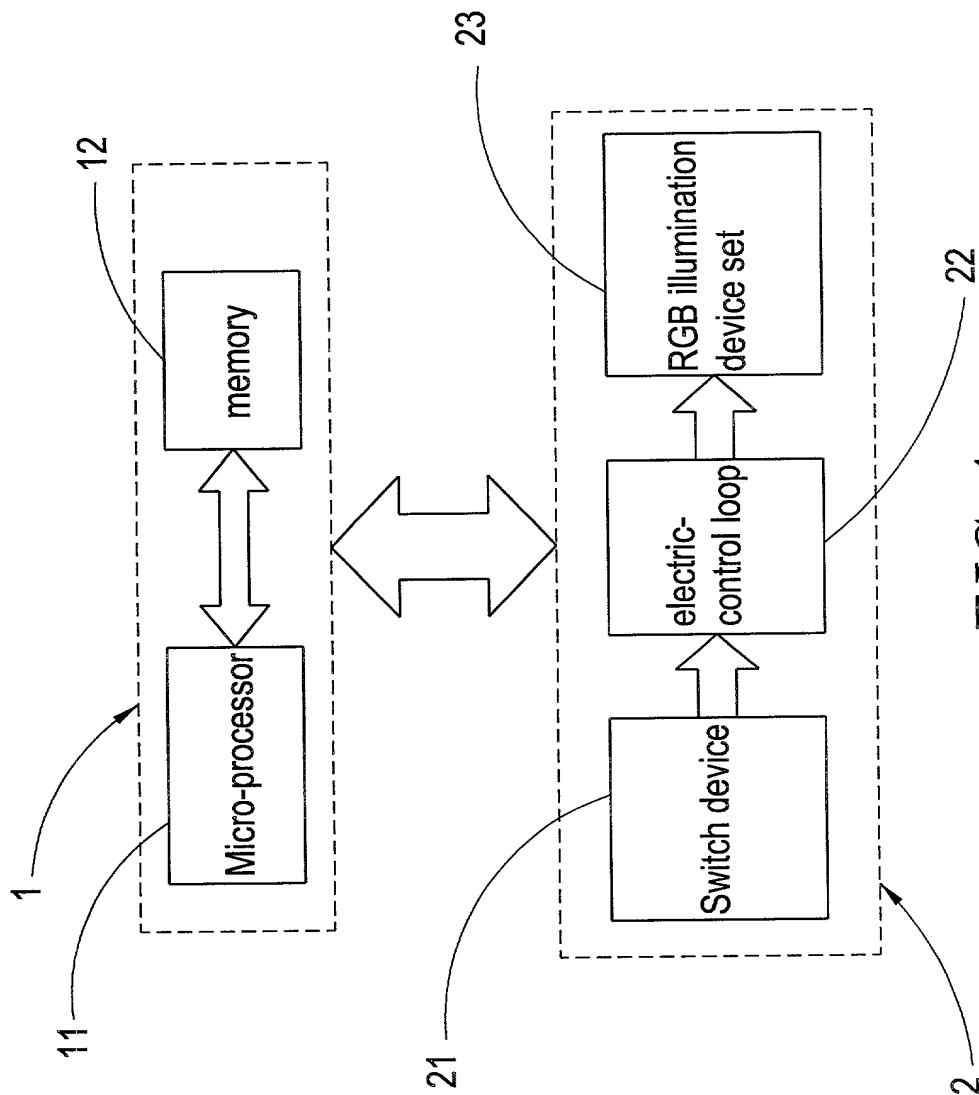 1
12
11
Micro-processor
memory
23
21
Switch device
electric-
control loop
RGB illumination
device set
22
2